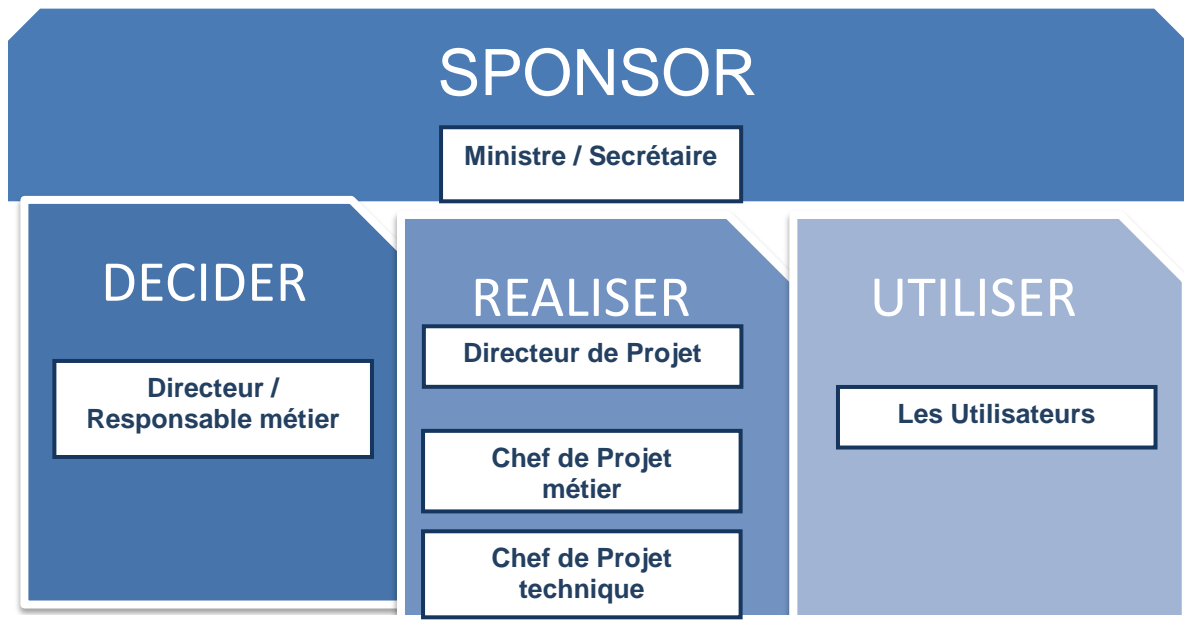 SPONSOR
Ministre / Secrétaire
DECIDER
Directeur /
Responsable métier
REALISER
Directeur de Projet
Chef de Projet
métier
Chef de Projet
technique
UTILISER
Les Utilisateurs